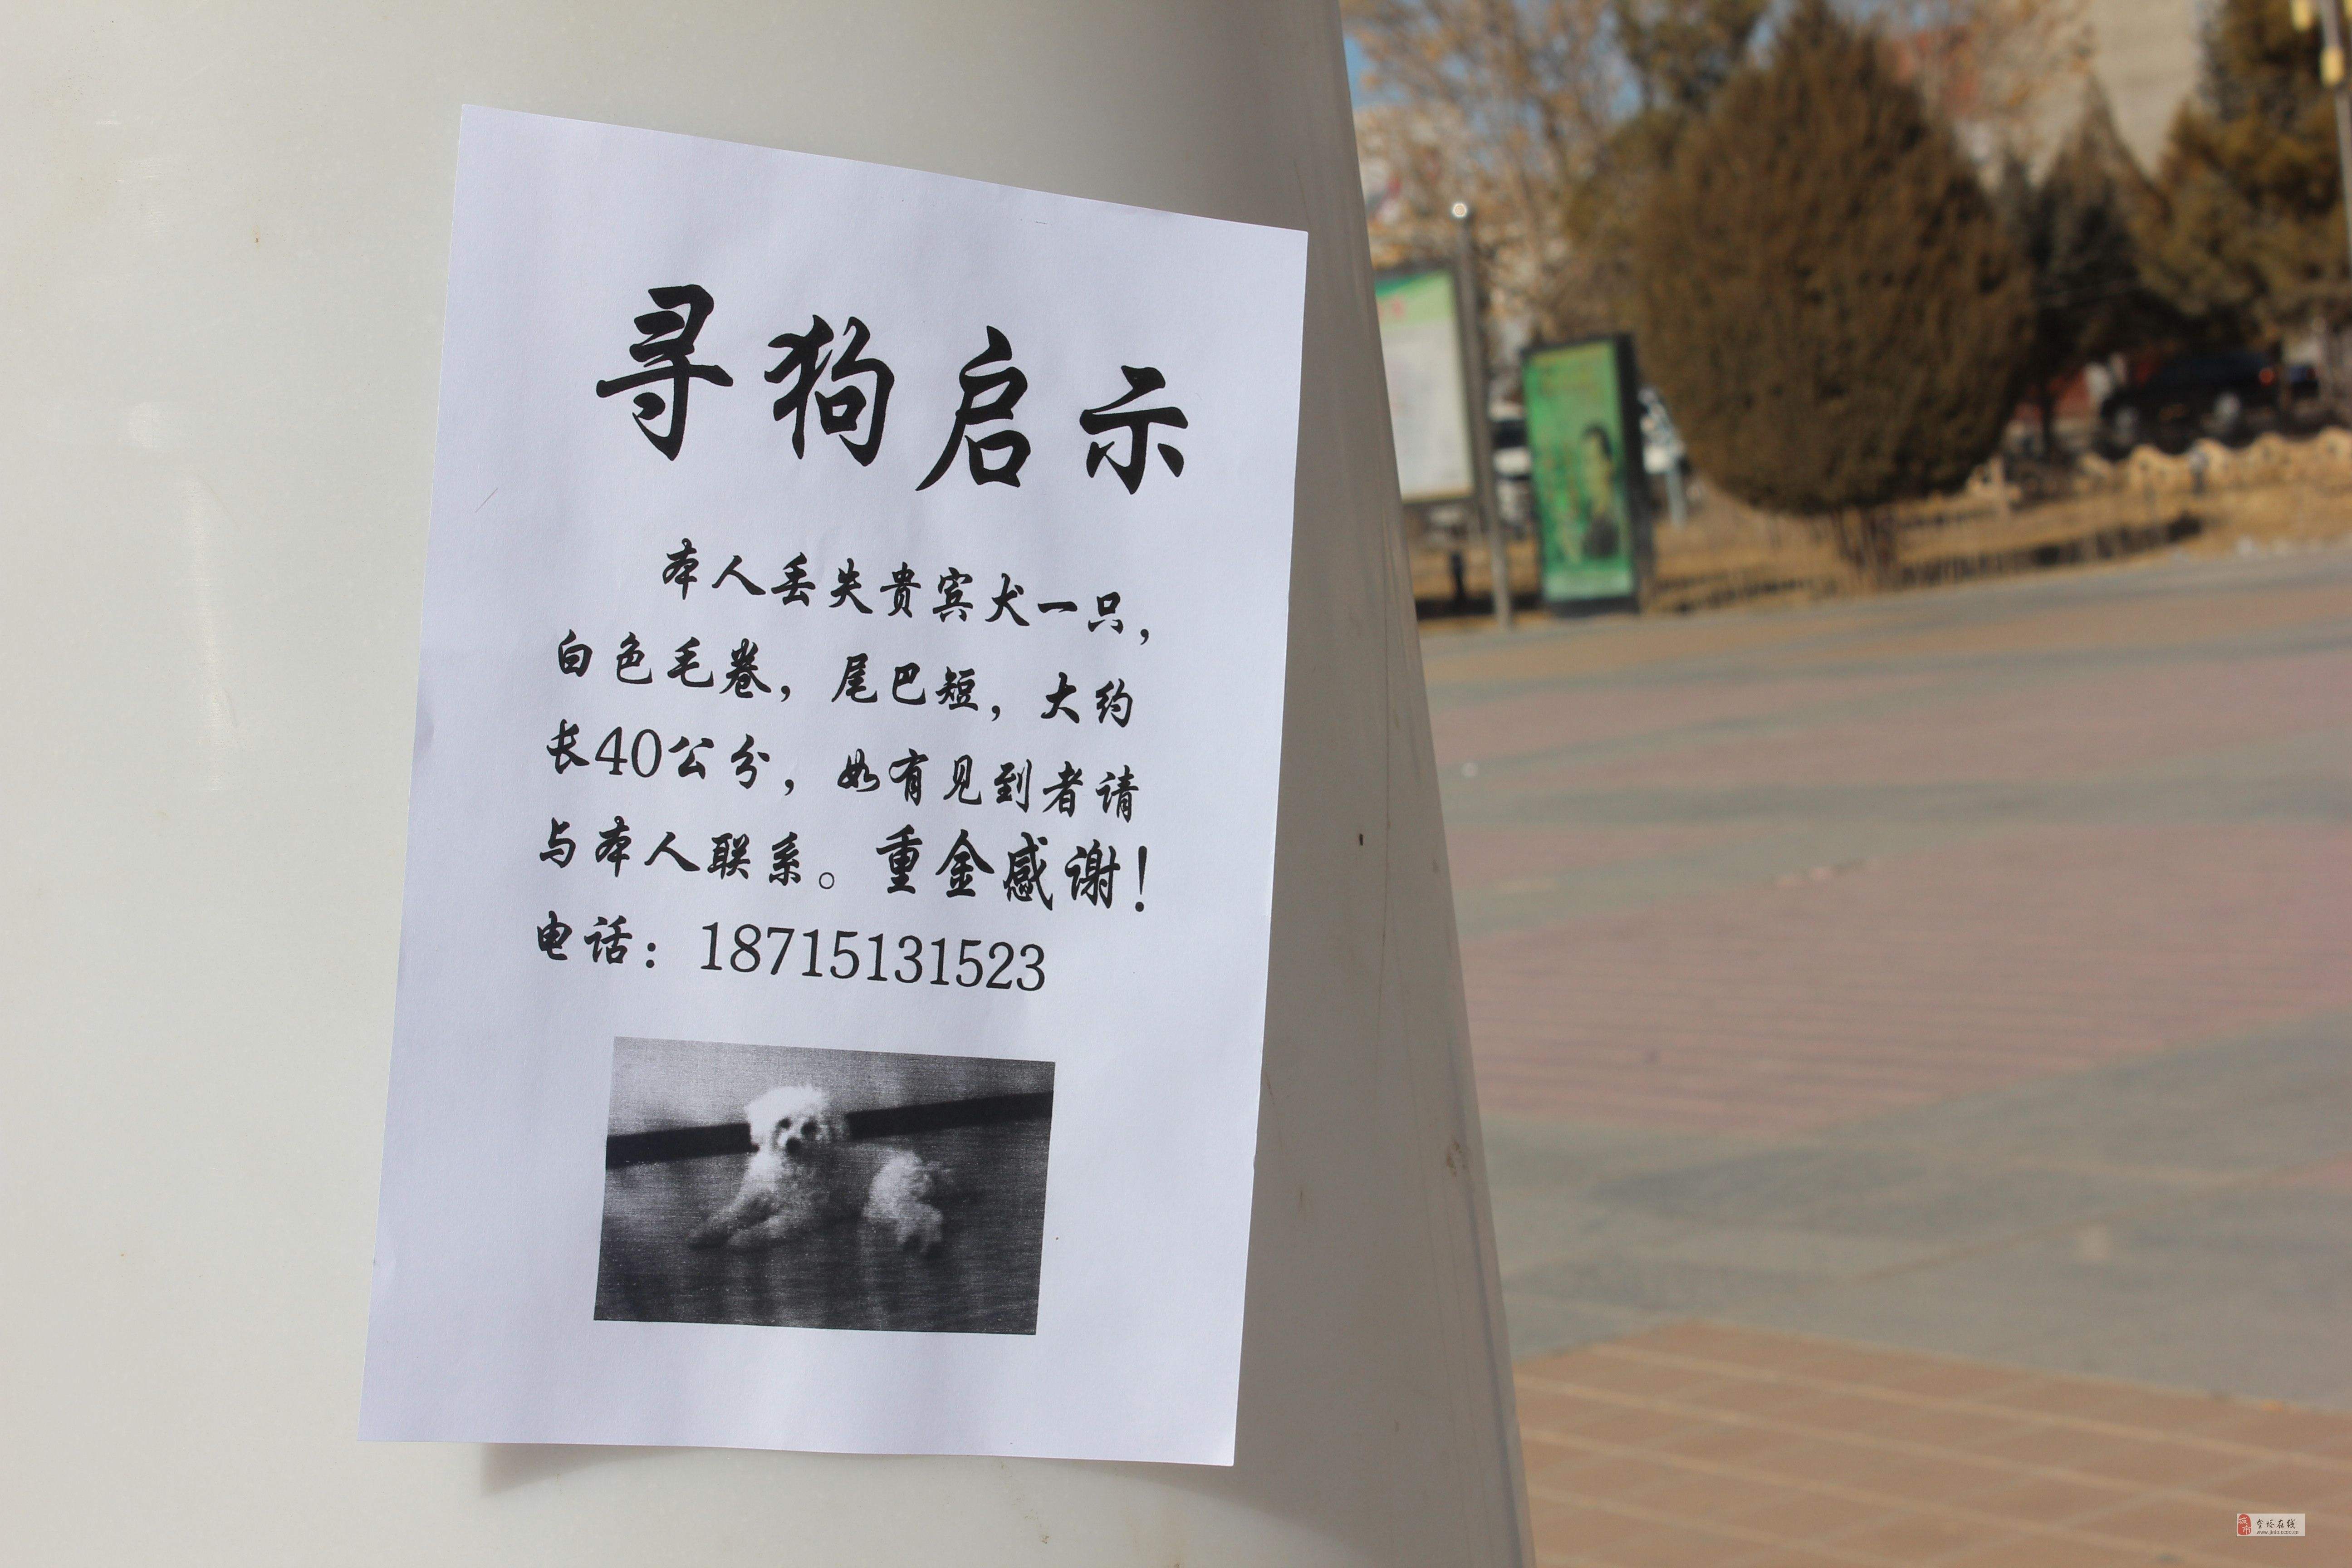 寻狗启示
本人丢失贵宾犬一只，
白色毛卷，尾巴短，大约
长40公分，如有见到者请
与本人联系。重金感谢！
电话：18715131523
金塔在线